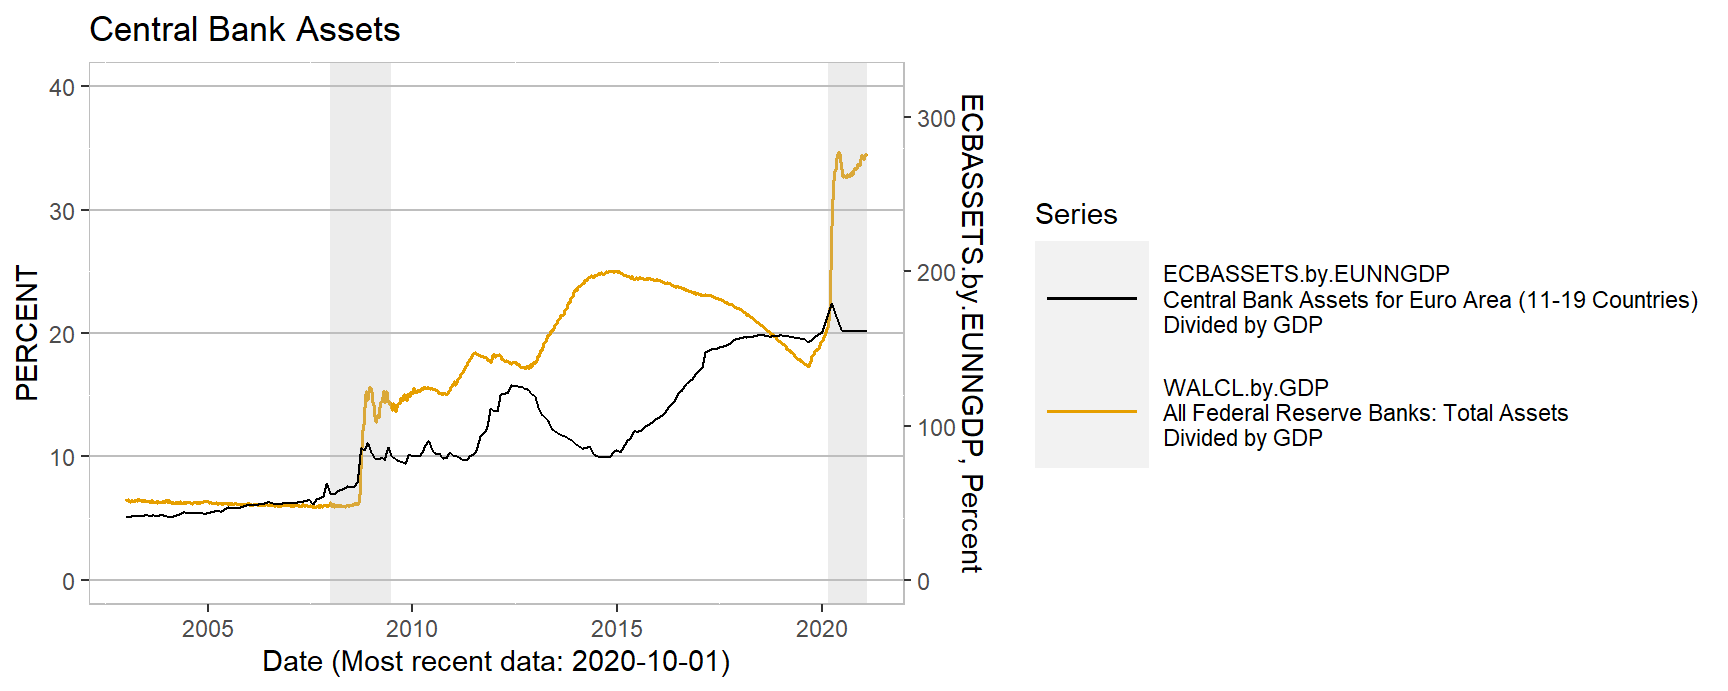 Central Bank Assets
PERCENT
40
30
20
10
0
300
200
100
0
ECBASSETS.by.EUNNGDP, Percent
2005
2010
2015
2020
Date (Most recent data: 2020-10-01)
Series
ECBASSETS.by.EUNNGDP
Central Bank Assets for Euro Area (11-19 Countries)
Divided by GDP
WALCL.by.GDP
All Federal Reserve Banks: Total Assets
Divided by GDP